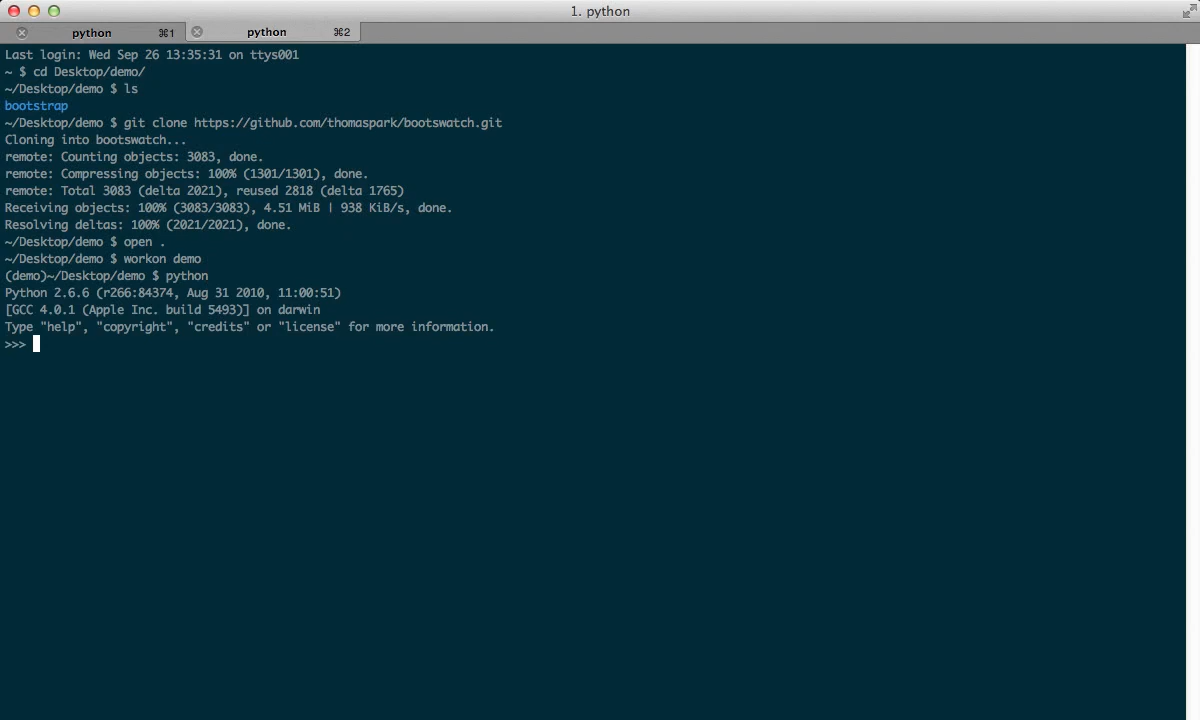 1. python
python ⌘1 python ⌘2
Last login: Wed Sep 26 13:35:31 on ttys001
~ $ cd Desktop/demo/
~/Desktop/demo $ ls
bootstrap
~/Desktop/demo $ git clone https://github.com/thomaspark/bootswatch.git
Cloning into bootswatch...
remote: Counting objects: 3083, done.
remote: Compressing objects: 100% (1301/1301), done.
remote: Total 3083 (delta 2021), reused 2818 (delta 1765)
Receiving objects: 100% (3083/3083), 4.51 MiB | 938 KiB/s, done.
Resolving deltas: 100% (2021/2021), done.
~/Desktop/demo $ open .
~/Desktop/demo $ workon demo
(demo)~/Desktop/demo $ python
Python 2.6.6 (r266:84374, Aug 31 2010, 11:00:51)
[GCC 4.0.1 (Apple Inc. build 5493)] on darwin
Type "help", "copyright", "credits" or "license" for more information.
>>>